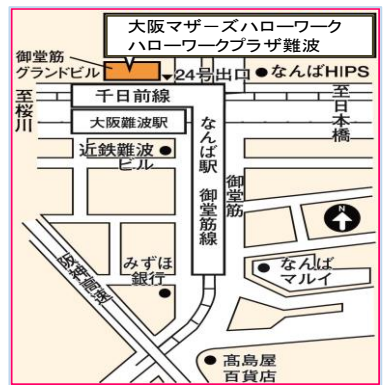 大阪マザーズハローワーク
ハローワークプラザ難波
御堂筋
グランドビル
24号出口
なんばHIPS
至桜川
千日前線
至日本橋
大阪難波駅
近鉄難波
ビル
なんば駅 御堂筋線
御堂筋
N
阪神高速
みずほ
銀行
なんば
マルイ
髙島屋
百貨店